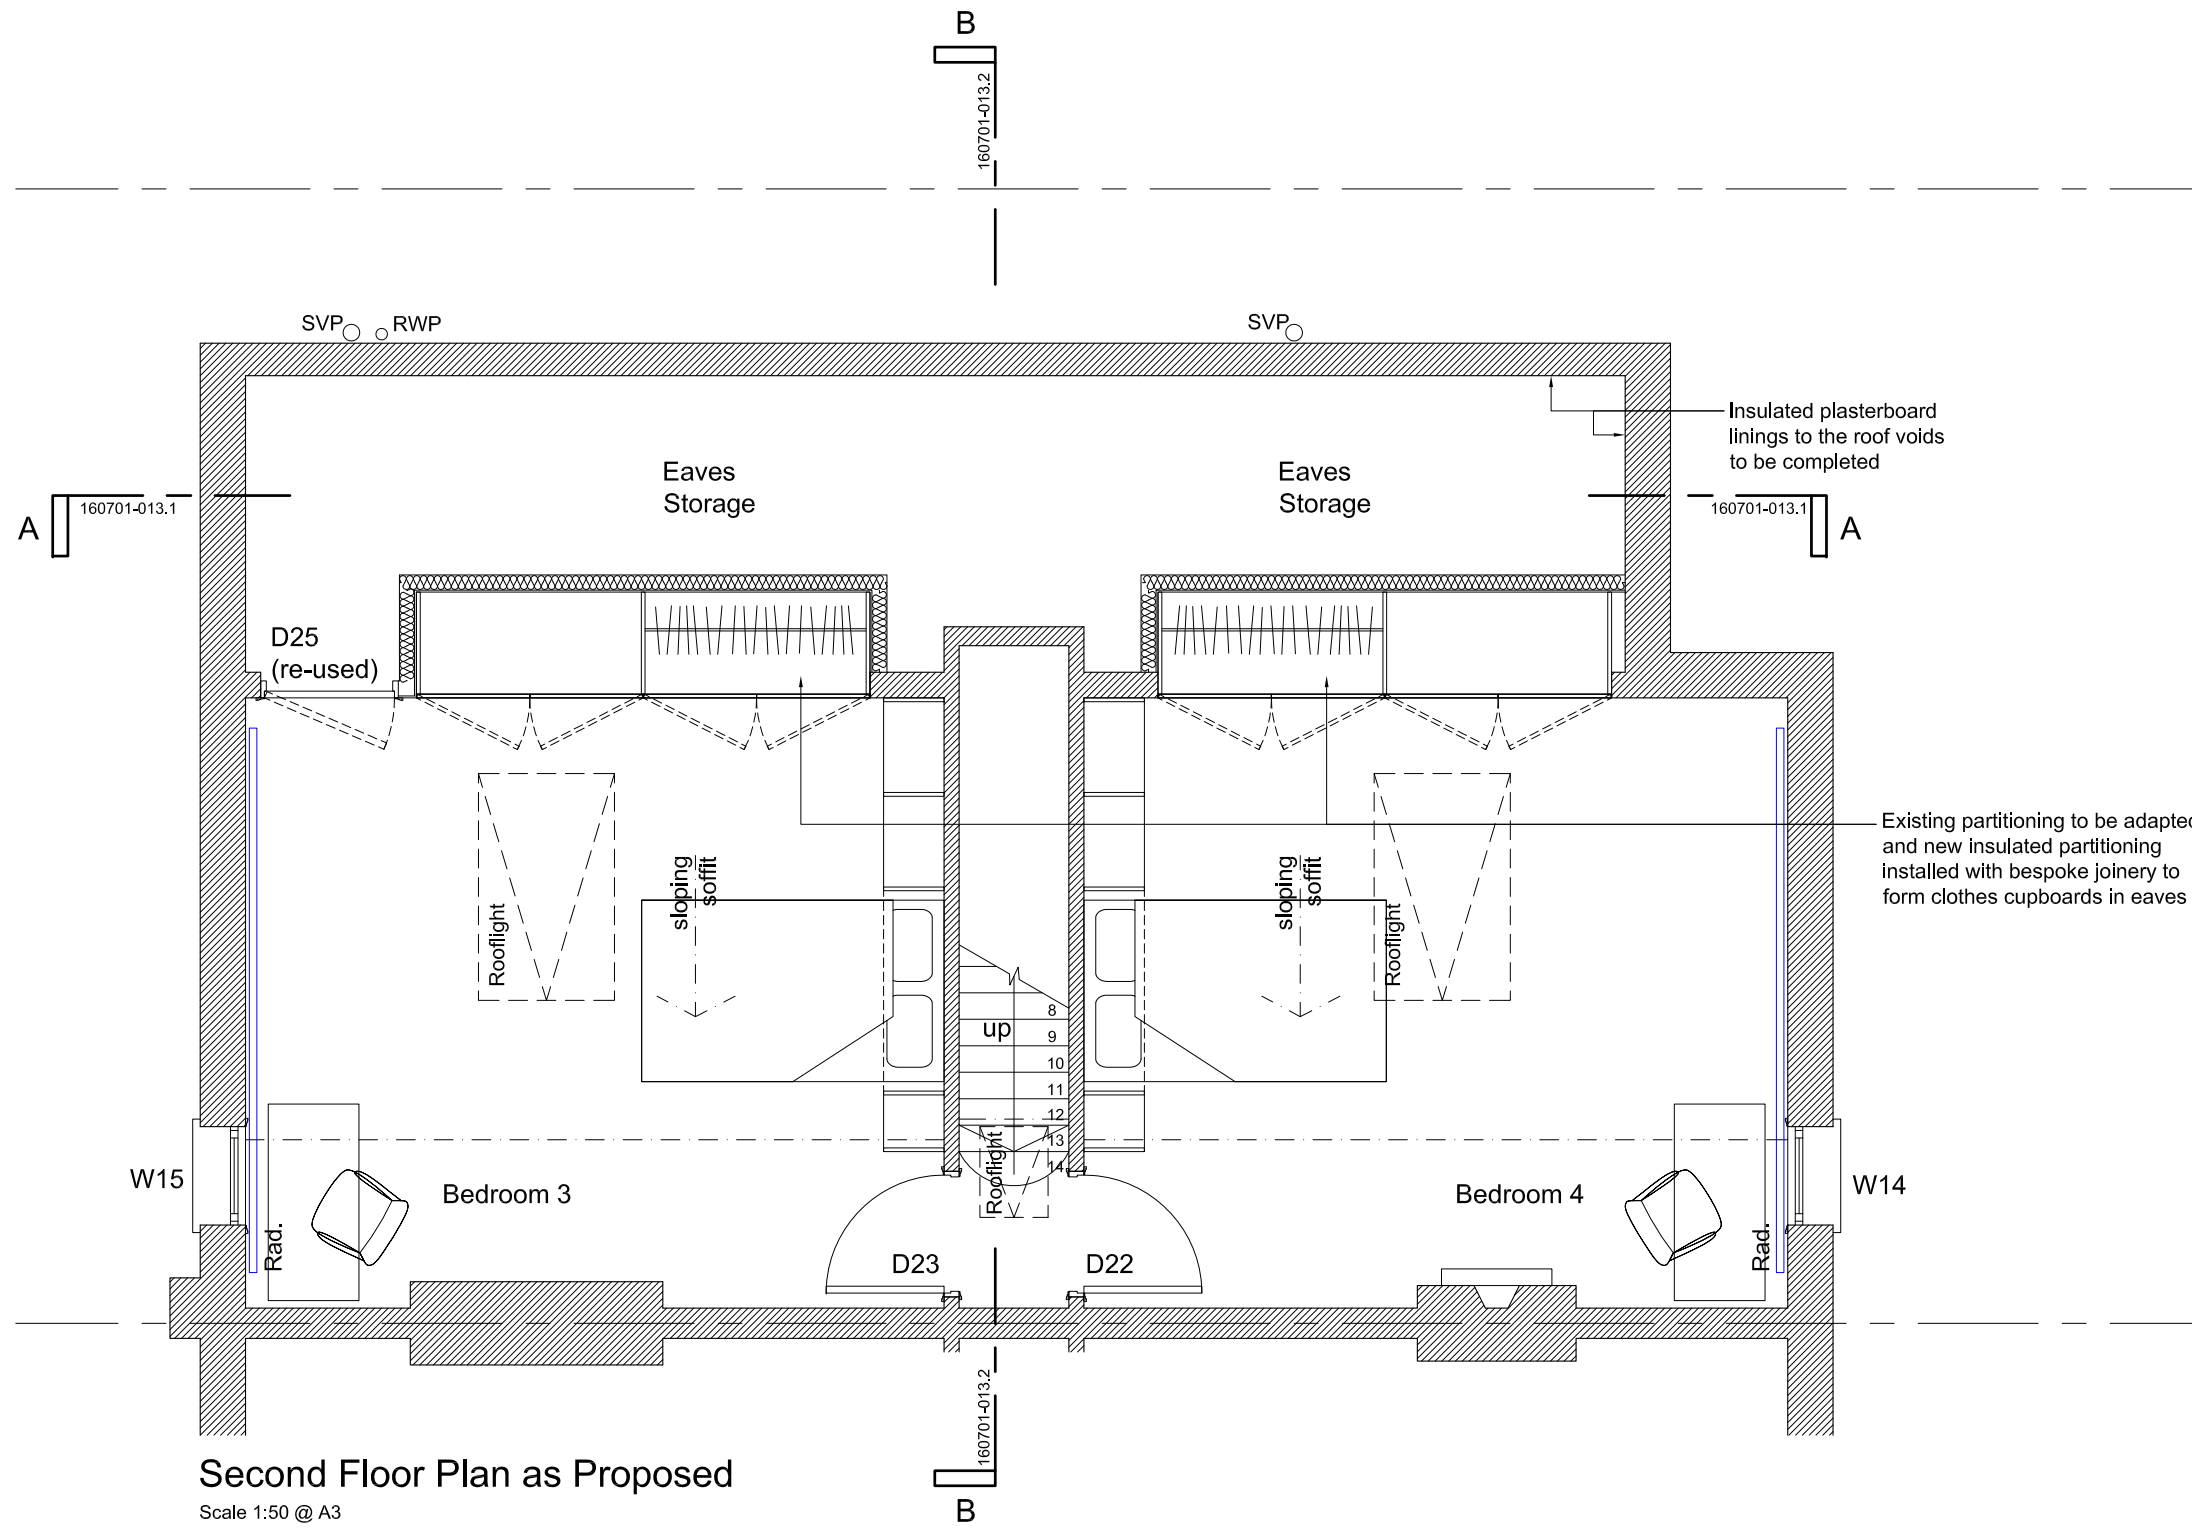 B
160701-013.2
SVP
RWP
SVP
Insulated plasterboard
linings to the roof voids
to be completed
Eaves
Storage
Eaves
Storage
A
160701-013.1
160701-013.1
A
D25
(re-used)
Existing partitioning to be adapted
and new insulated partitioning
installed with bespoke joinery to
form clothes cupboards in eaves
Rooflight
sloping
soffit
sloping
soffit
Rooflight
up
8
9
10
11
12
13
14
Rooflight
W15
Bedroom 3
Bedroom 4
W14
Rad.
Rad.
D23
D22
160701-013.2
Second Floor Plan as Proposed
Scale 1:50 @ A3
B